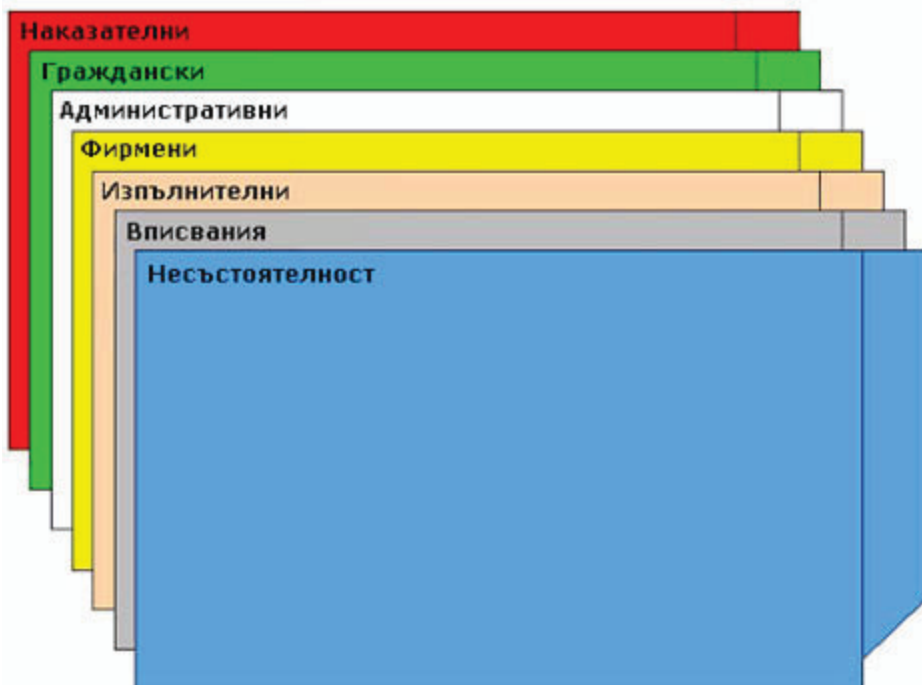 Наказателни
Граждански
Административни
Фирмени
Изпълнителни
Вписвания
Несъстоятелност